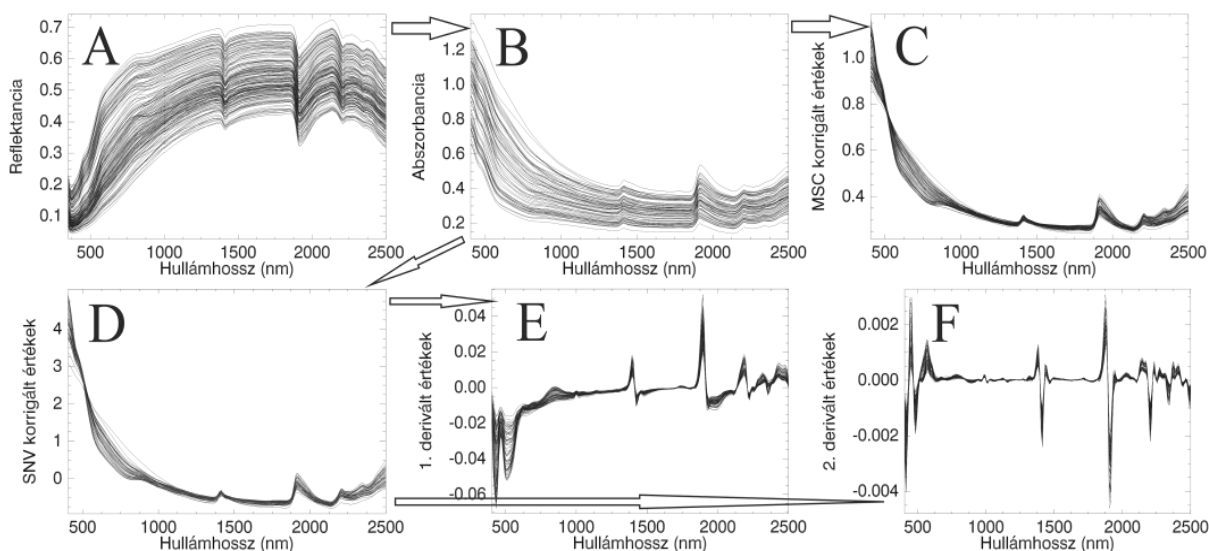 A
Reflektancia
0.7
0.6
0.5
0.4
0.3
0.2
0.1
500 1000 1500 2000 2500
Hullámhossz (nm)
B
Abszorbancia
1.2
1.0
0.8
0.6
0.4
0.2
500 1000 1500 2000 2500
Hullámhossz (nm)
C
MSC korrigált értékek
1.0
0.8
0.6
0.4
500 1000 1500 2000 2500
Hullámhossz (nm)
D
SNV korrigált értékek
4
3
2
1
0
500 1000 1500 2000 2500
Hullámhossz (nm)
E
1. derivált értékek
0.04
0.02
0.00
-0.02
-0.04
-0.06
500 1000 1500 2000 2500
Hullámhossz (nm)
F
2. derivált értékek
0.002
0.000
-0.002
-0.004
500 1000 1500 2000 2500
Hullámhossz (nm)